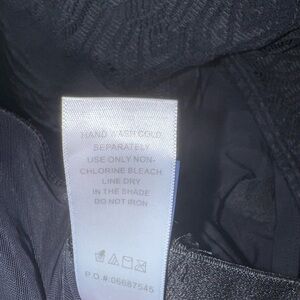 HAND WASH COLD
SEPARATELY
USE ONLY NON-
CHLORINE BLEACH
LINE DRY
IN THE SHADE
DO NOT IRON
P.O.#:06687545